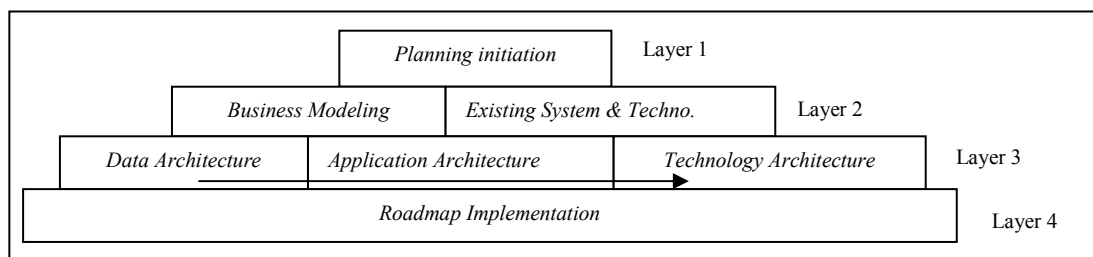 Planning initiation Layer 1
Business Modeling Existing System & Techno. Layer 2
Data Architecture Application Architecture Technology Architecture Layer 3
Roadmap Implementation Layer 4